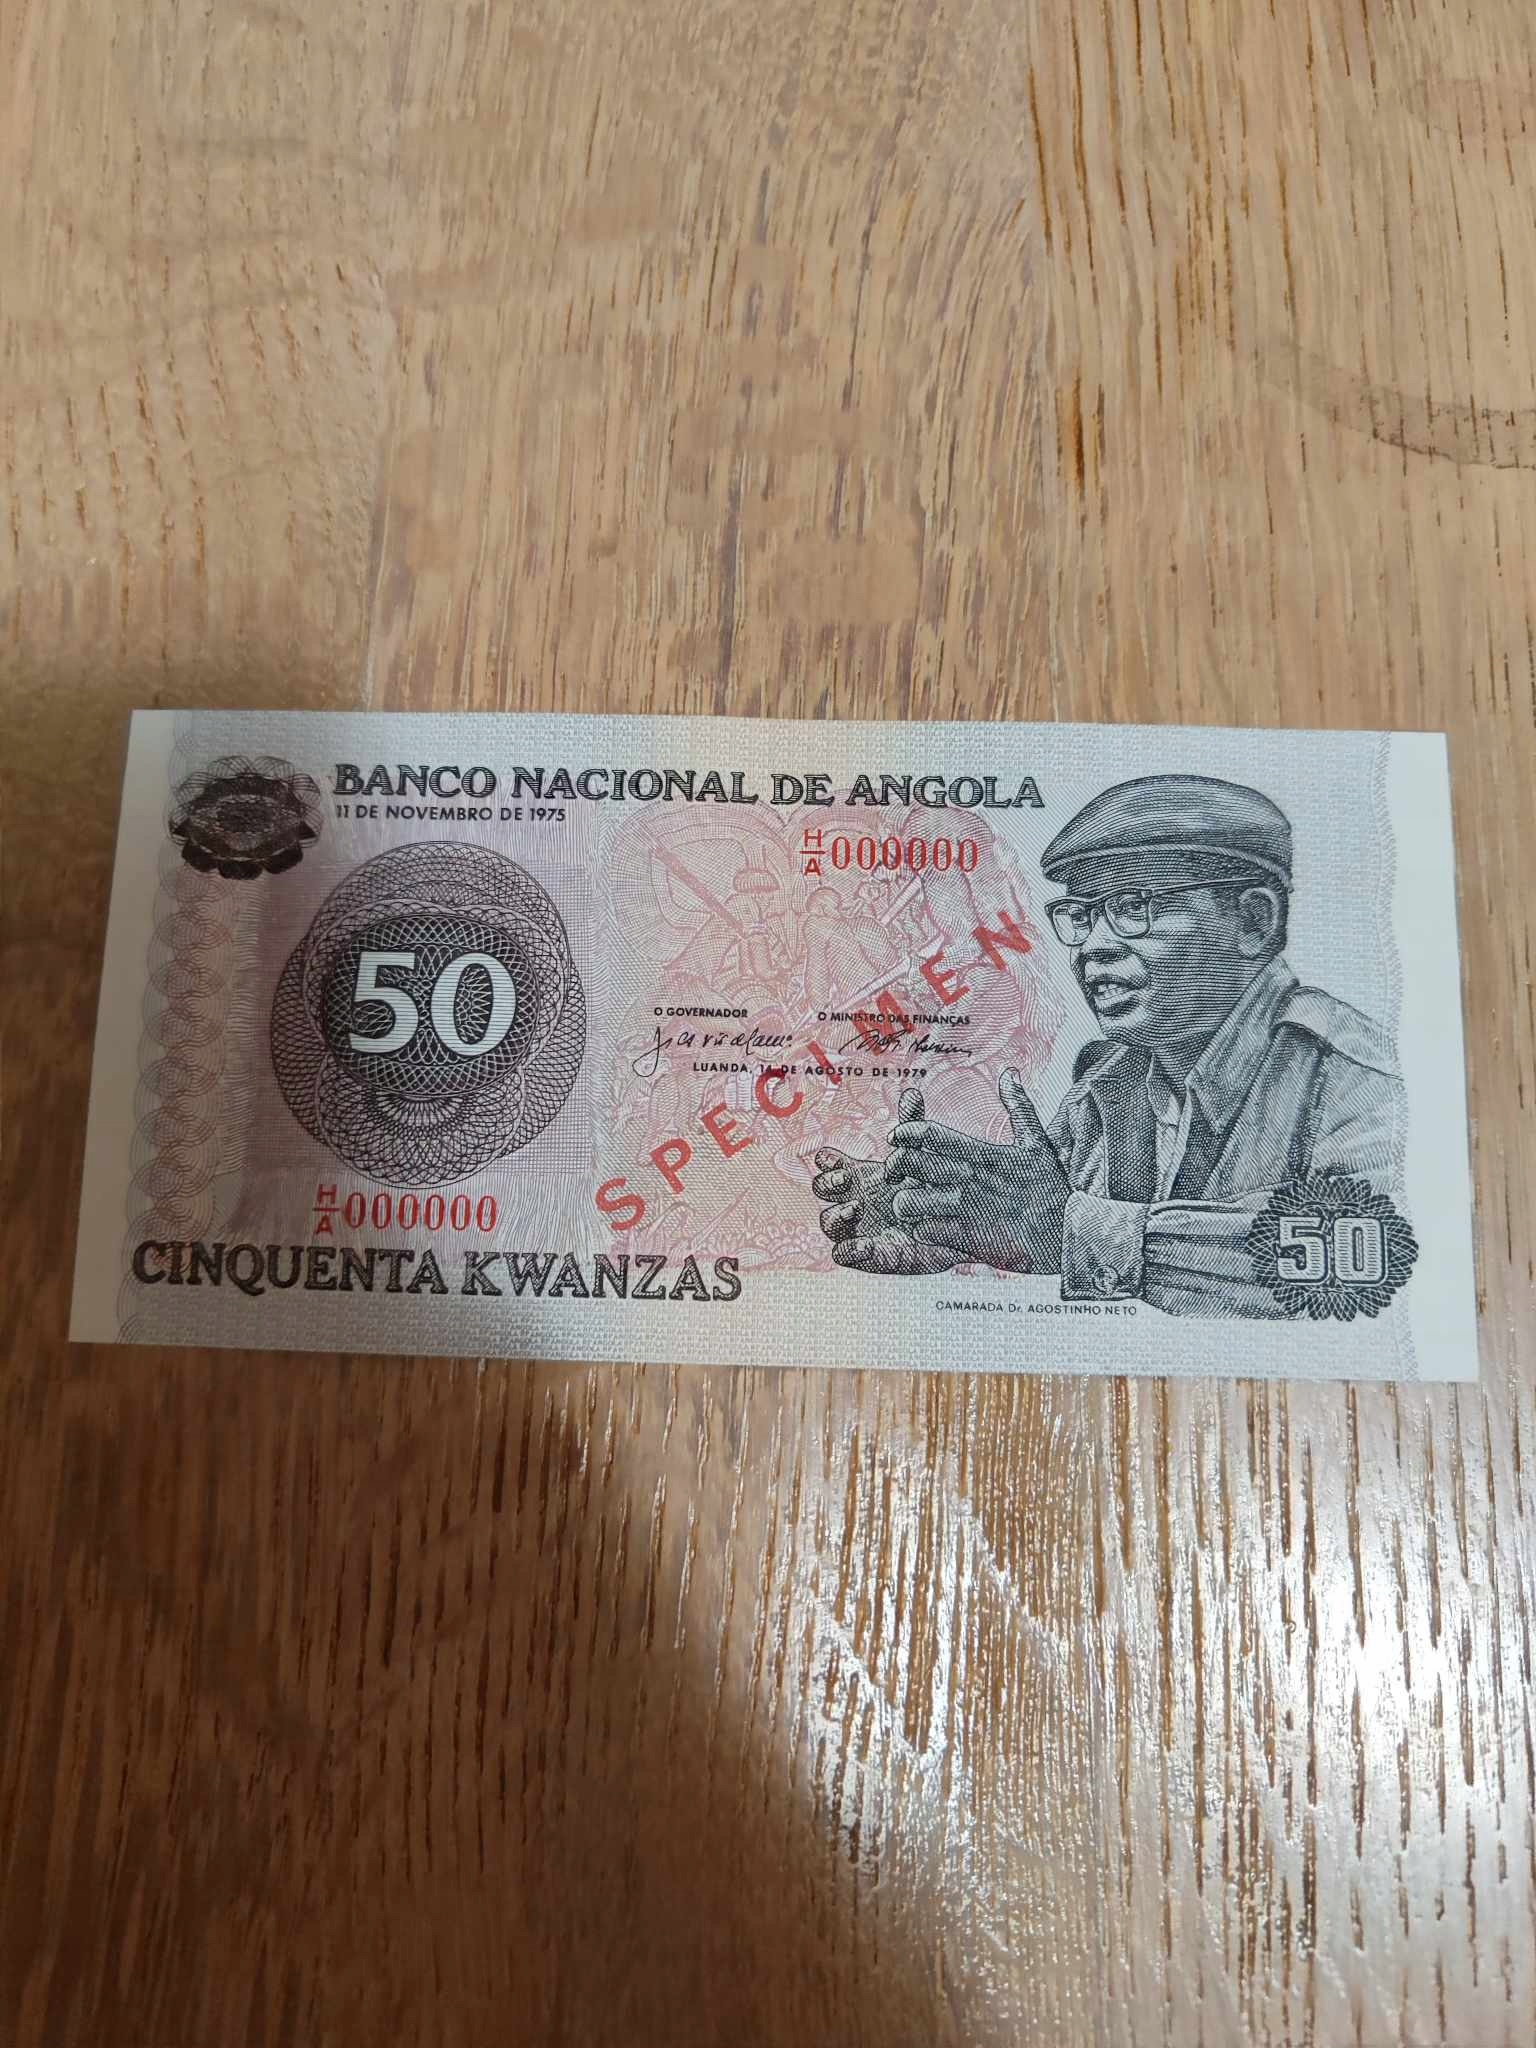 BANCO NACIONAL DE ANGOLA
11 DE NOVEMBRO DE 1975
H/A 000000
50
O GOVERNADOR
O MINISTRO DAS FINANÇAS
LUANDA, 14 DE AGOSTO DE 1979
SPECIMEN
H/A 000000
CINQUENTA KWANZAS
50
CAMARADA Dr. AGOSTINHO NETO